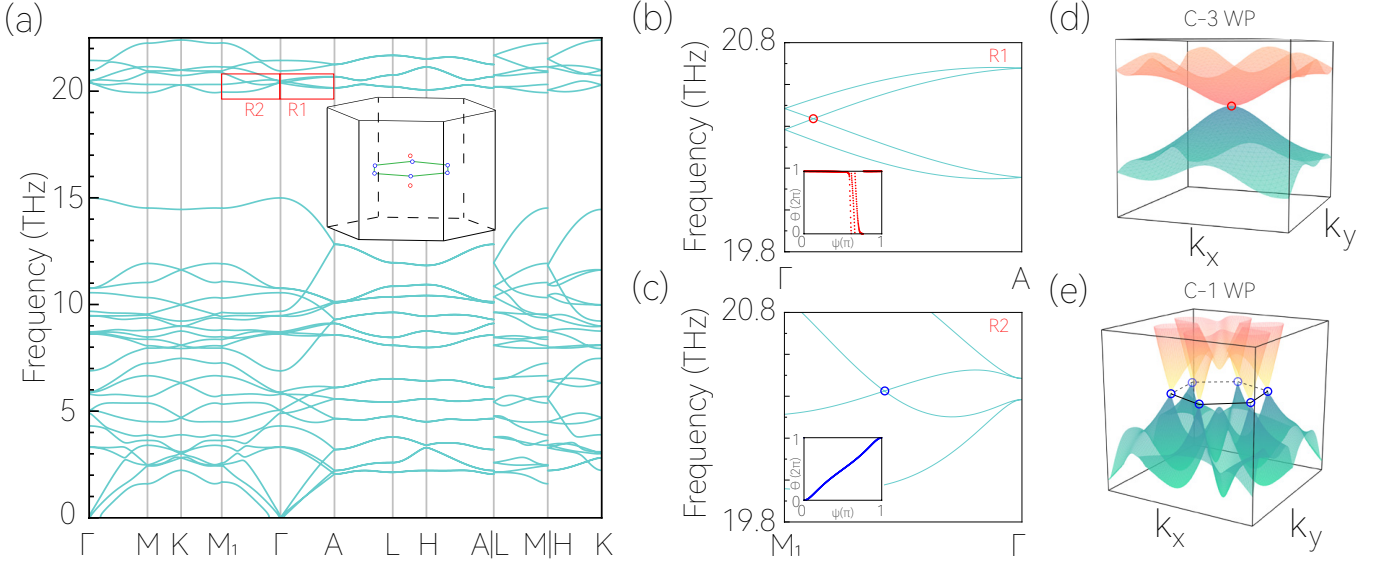 (a)
Frequency (THz)
20
15
10
5
0
R2
R1
Γ
M
K
M₁
Γ
A
L
H
A|L
M|H
K
(b)
Frequency (THz)
20.8
19.8
R1
θ (2π)
1
0
0
ψ(π)
1
Γ
A
(c)
Frequency (THz)
20.8
19.8
R2
θ (2π)
1
0
0
ψ(π)
1
M₁
Γ
(d)
C-3 WP
kₓ
k_y
(e)
C-1 WP
kₓ
k_y